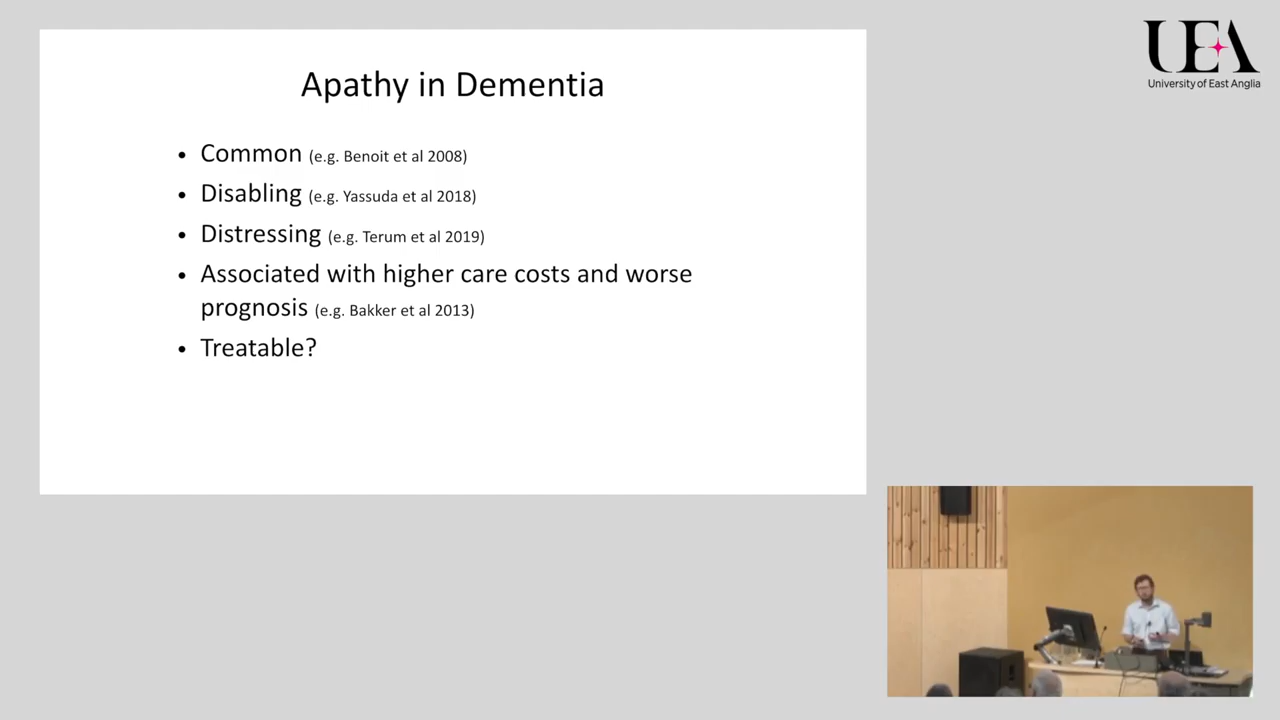 UEA
University of East Anglia
Apathy in Dementia
• Common (e.g. Benoit et al 2008)
• Disabling (e.g. Yassuda et al 2018)
• Distressing (e.g. Terum et al 2019)
• Associated with higher care costs and worse
prognosis (e.g. Bakker et al 2013)
• Treatable?